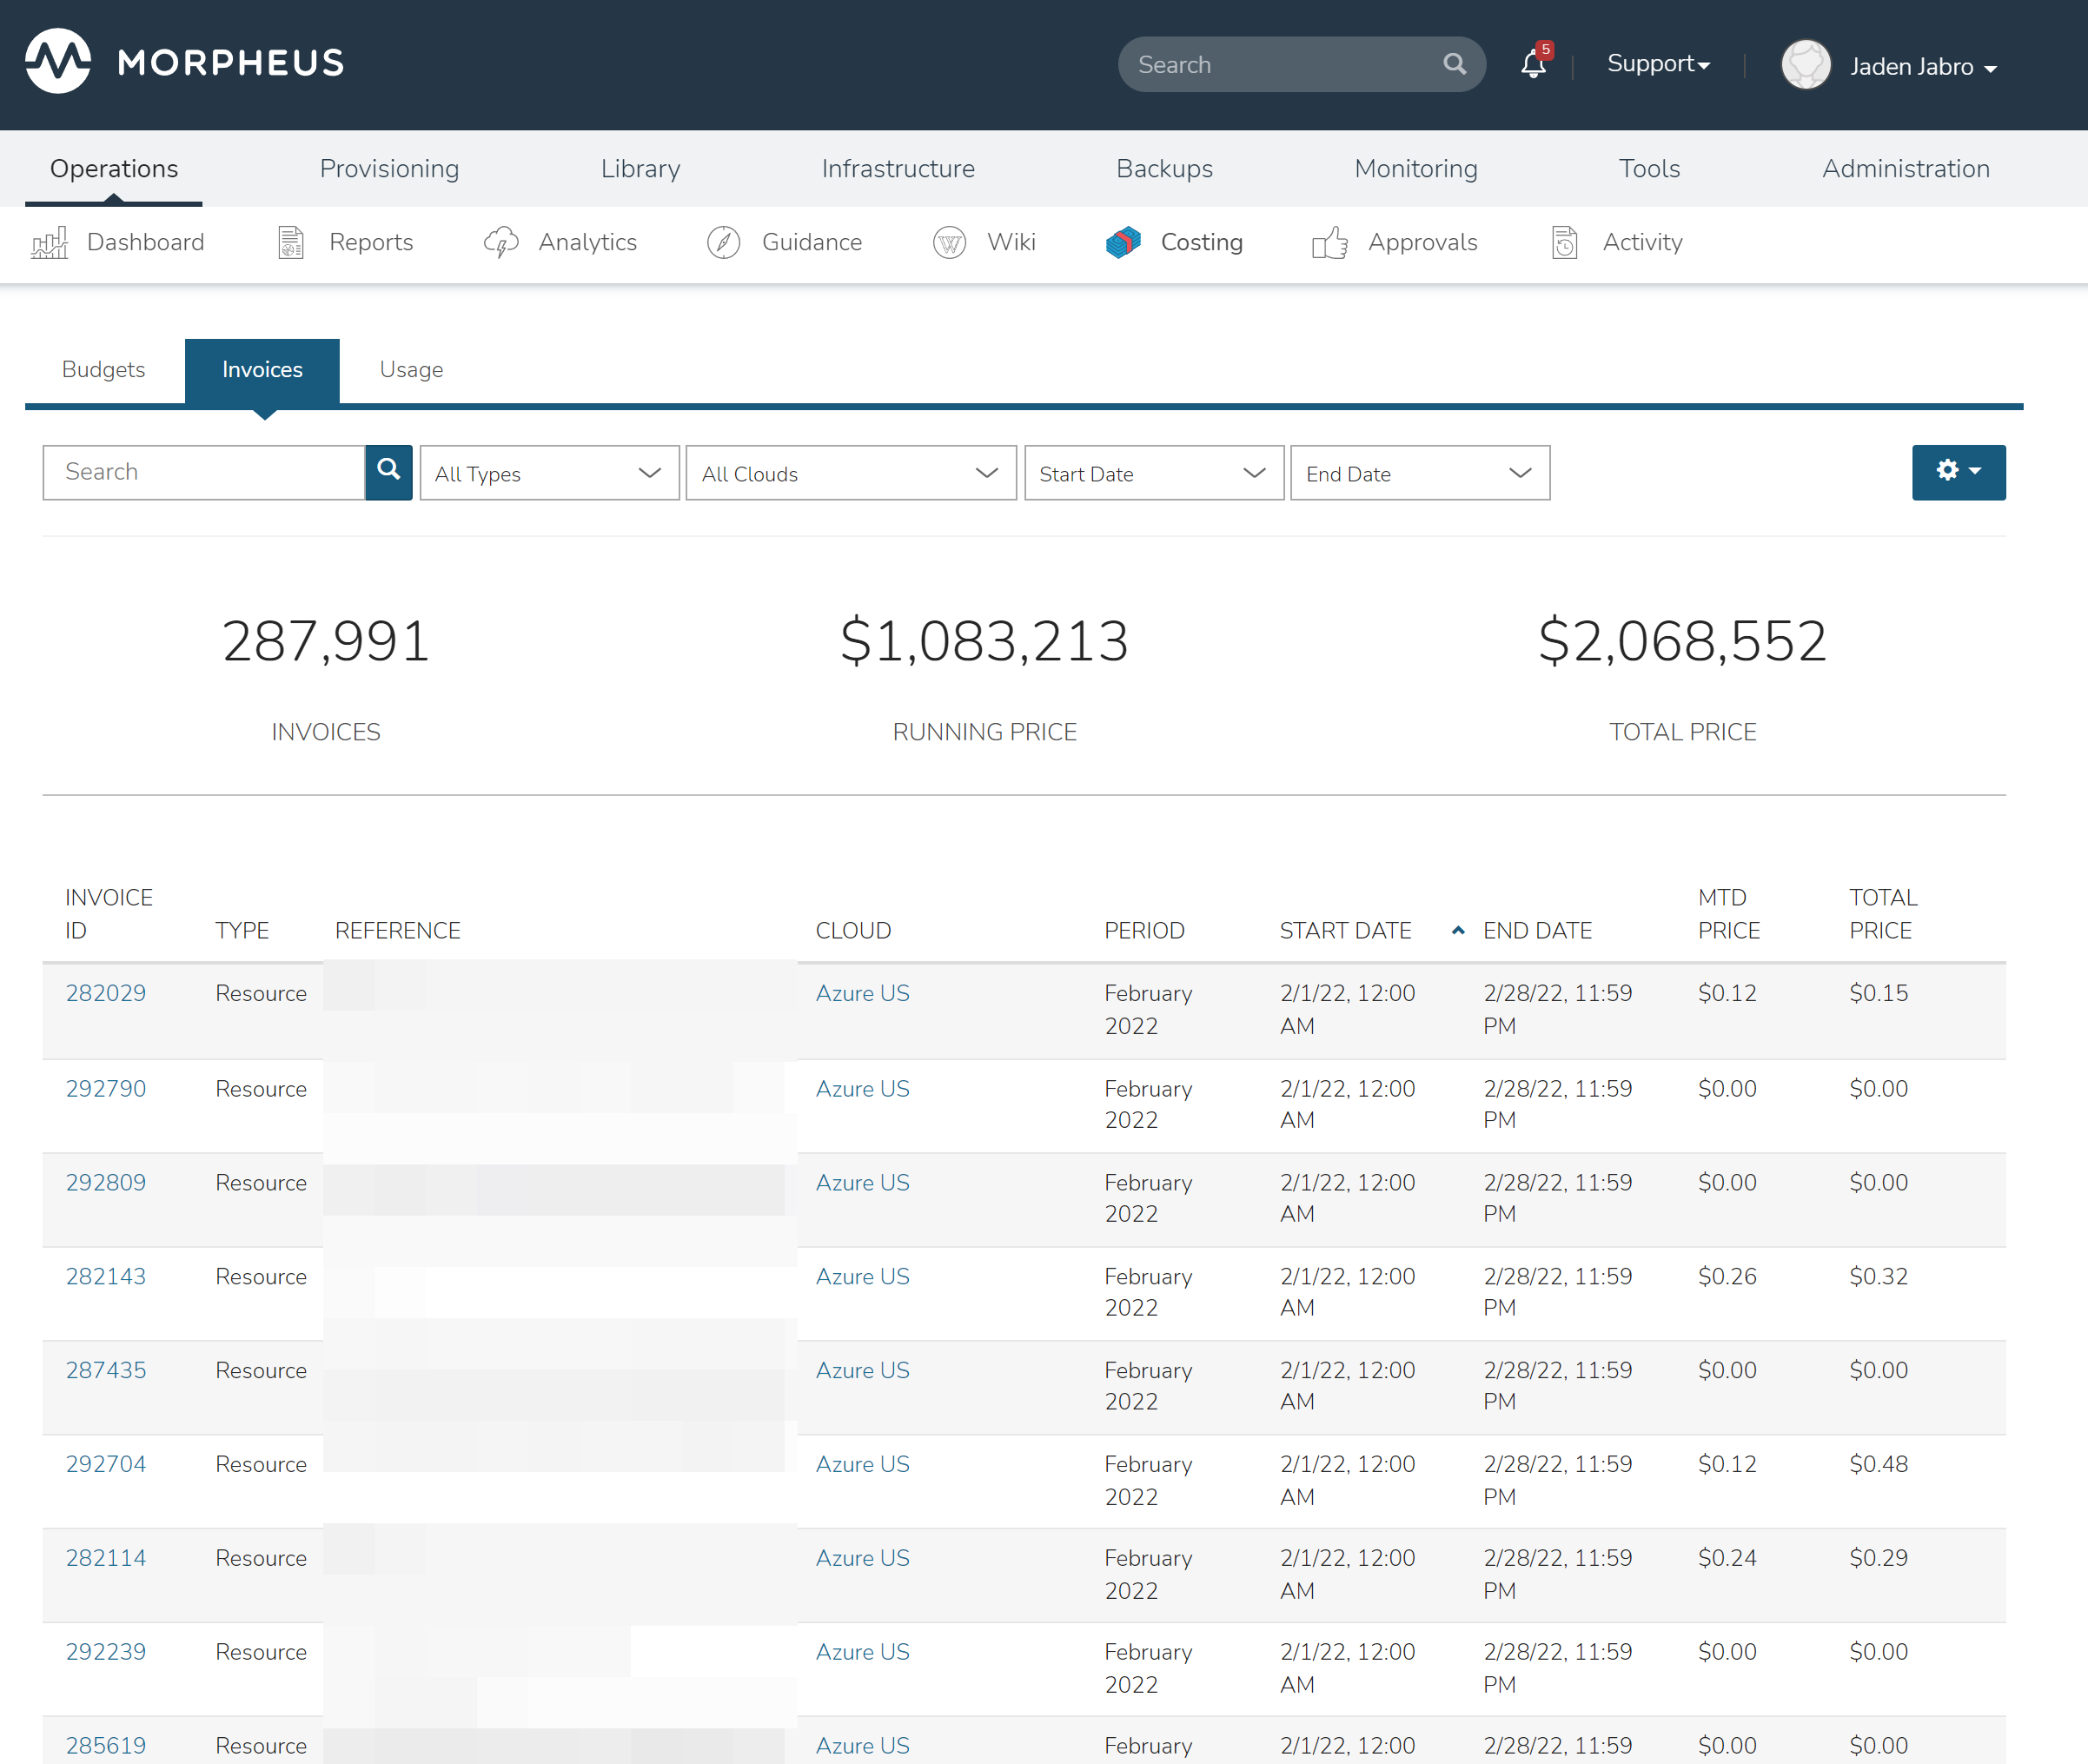 MORPHEUS
Search
5
Support
Jaden Jabro
Operations Provisioning Library Infrastructure Backups Monitoring Tools Administration
Dashboard Reports Analytics Guidance Wiki Costing Approvals Activity
Budgets Invoices Usage
Search All Types All Clouds Start Date End Date
287,991 $1,083,213 $2,068,552
INVOICES RUNNING PRICE TOTAL PRICE
INVOICE MTD TOTAL
ID TYPE REFERENCE CLOUD PERIOD START DATE END DATE PRICE PRICE
282029 Resource Azure US February 2/1/22, 12:00 2/28/22, 11:59 $0.12 $0.15
2022 AM PM
292790 Resource Azure US February 2/1/22, 12:00 2/28/22, 11:59 $0.00 $0.00
2022 AM PM
292809 Resource Azure US February 2/1/22, 12:00 2/28/22, 11:59 $0.00 $0.00
2022 AM PM
282143 Resource Azure US February 2/1/22, 12:00 2/28/22, 11:59 $0.26 $0.32
2022 AM PM
287435 Resource Azure US February 2/1/22, 12:00 2/28/22, 11:59 $0.00 $0.00
2022 AM PM
292704 Resource Azure US February 2/1/22, 12:00 2/28/22, 11:59 $0.12 $0.48
2022 AM PM
282114 Resource Azure US February 2/1/22, 12:00 2/28/22, 11:59 $0.24 $0.29
2022 AM PM
292239 Resource Azure US February 2/1/22, 12:00 2/28/22, 11:59 $0.00 $0.00
2022 AM PM
285619 Resource Azure US February 2/1/22, 12:00 2/28/22, 11:59 $0.00 $0.00